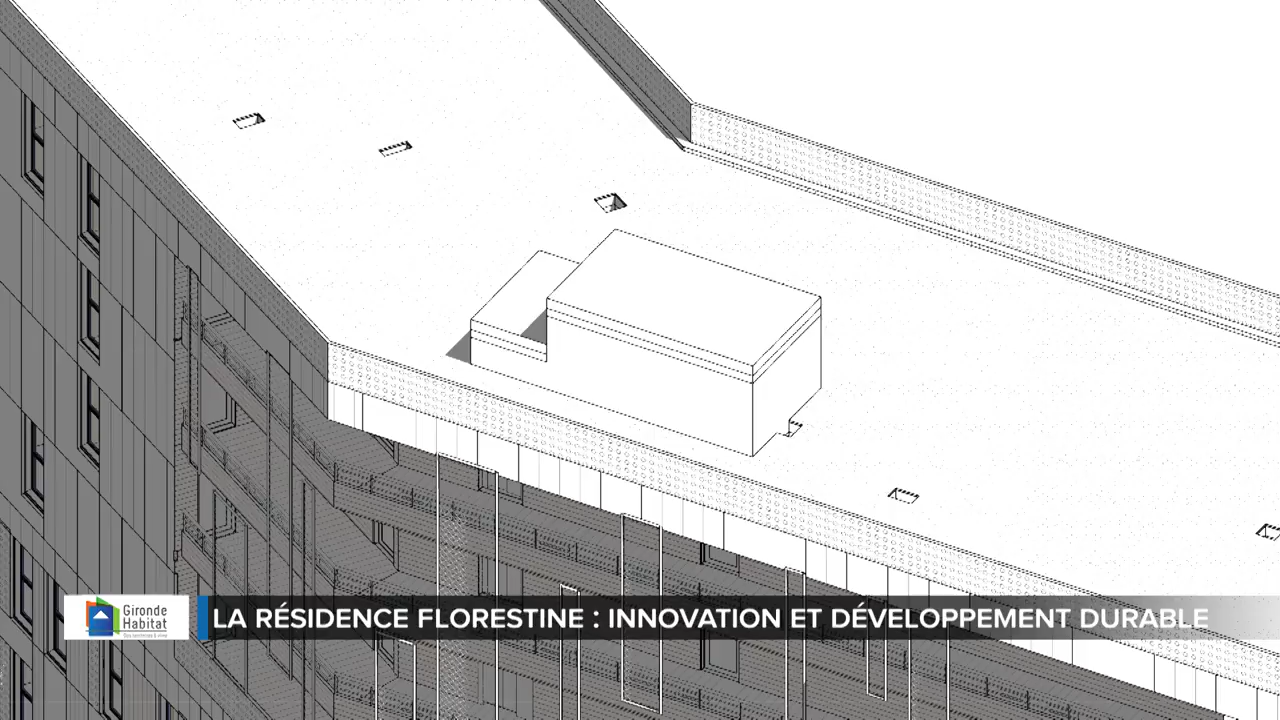 Gironde
Habitat
LA RÉSIDENCE FLORESTINE : INNOVATION ET DÉVELOPPEMENT DURABLE